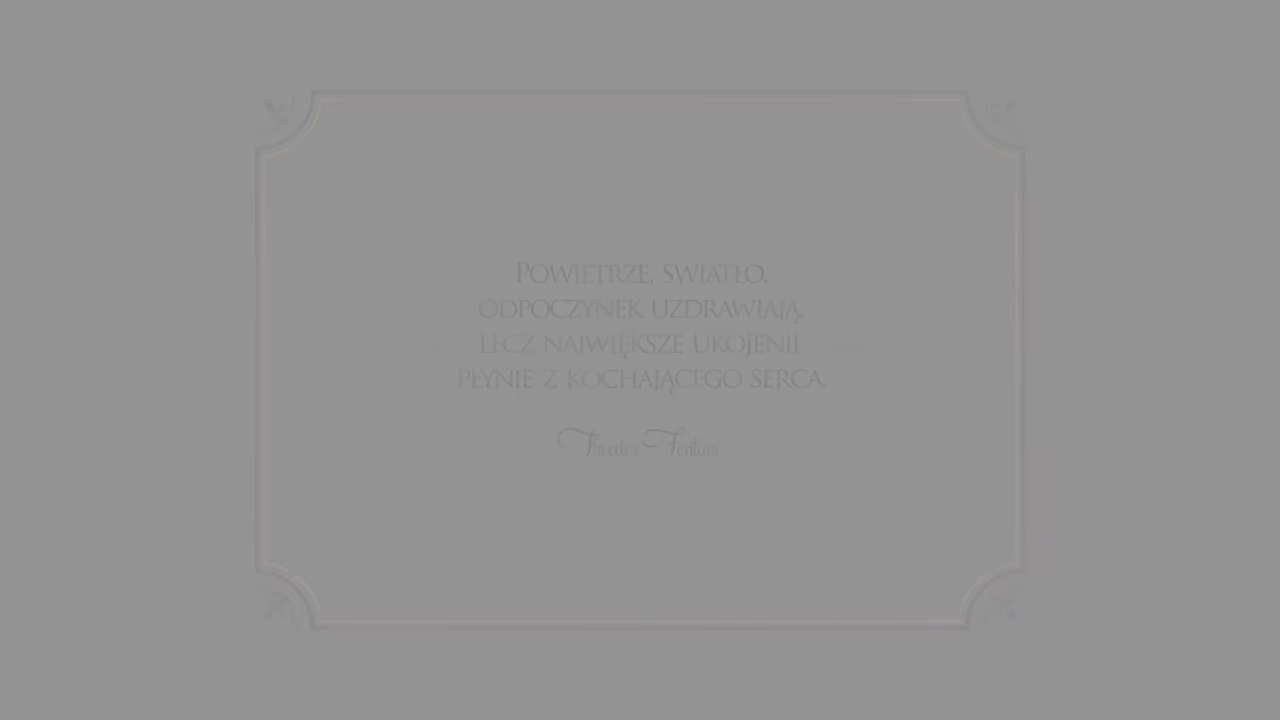 POWIETRZE, ŚWIATŁO,
ODPOCZYNEK UZDRAWIAJĄ,
LECZ NAJWIĘKSZE UKOJENIE
PŁYNIE Z KOCHAJĄCEGO SERCA.
Theodor Fontane